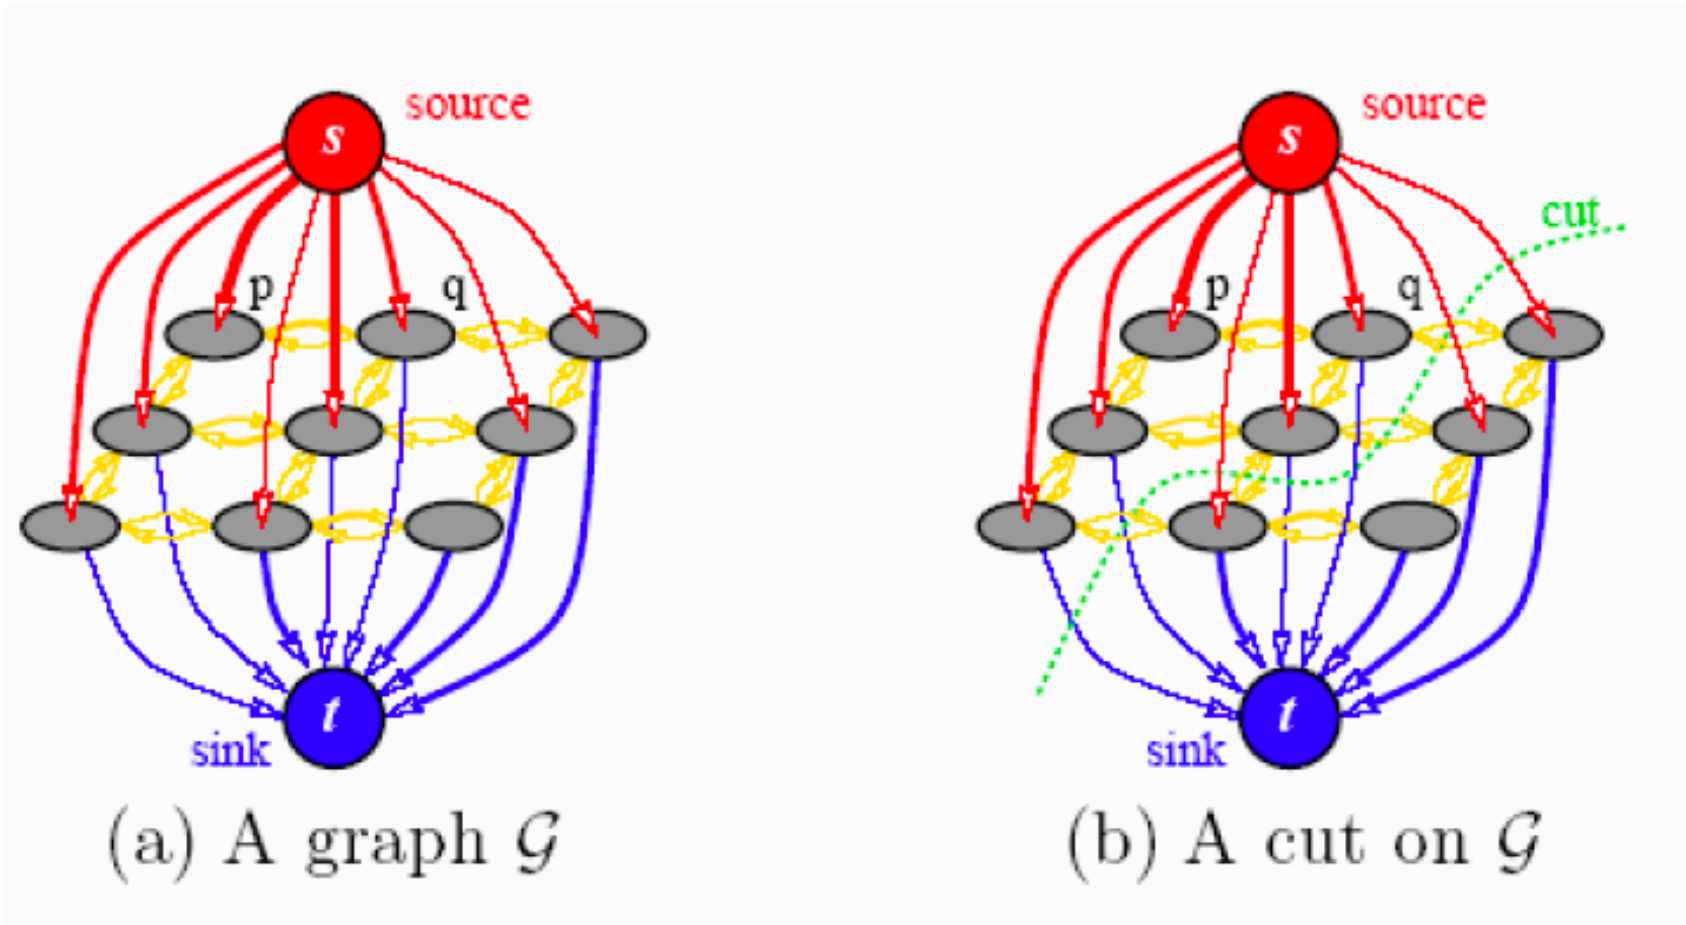 source
s
p
q
t
sink
(a) A graph 𝒢
source
s
cut
p
q
t
sink
(b) A cut on 𝒢